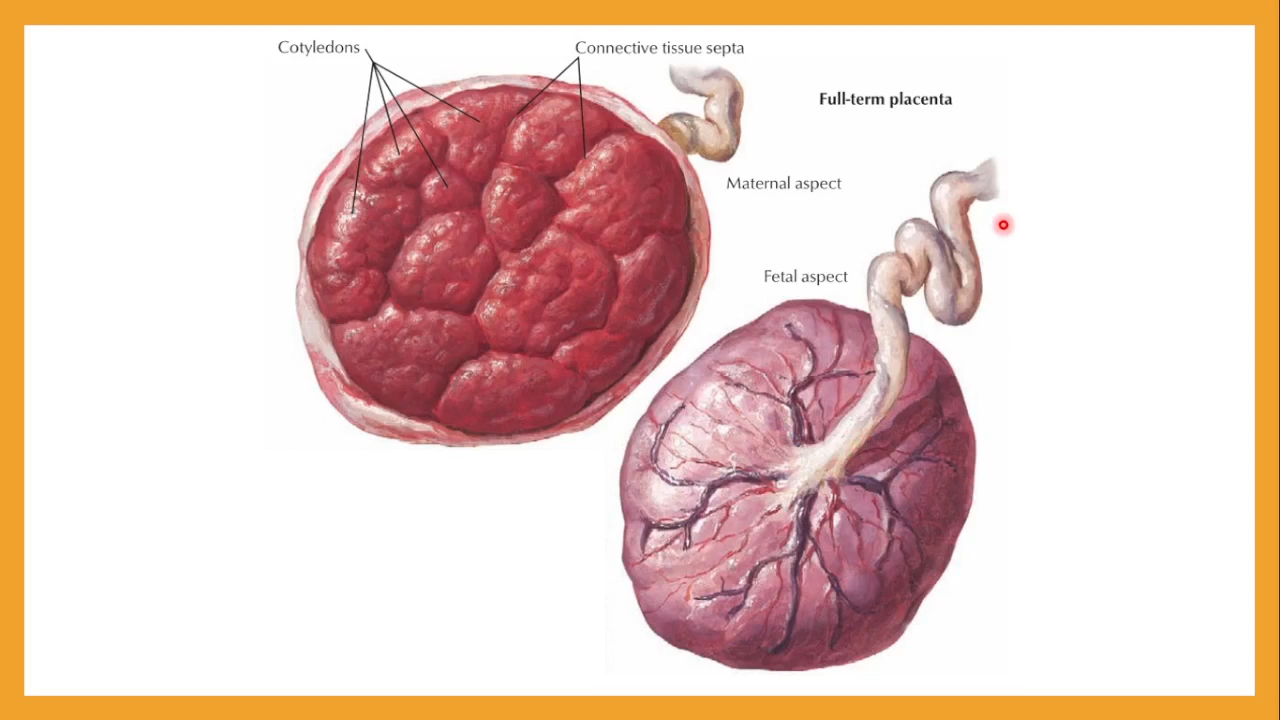 Cotyledons
Connective tissue septa
Full-term placenta
Maternal aspect
Fetal aspect